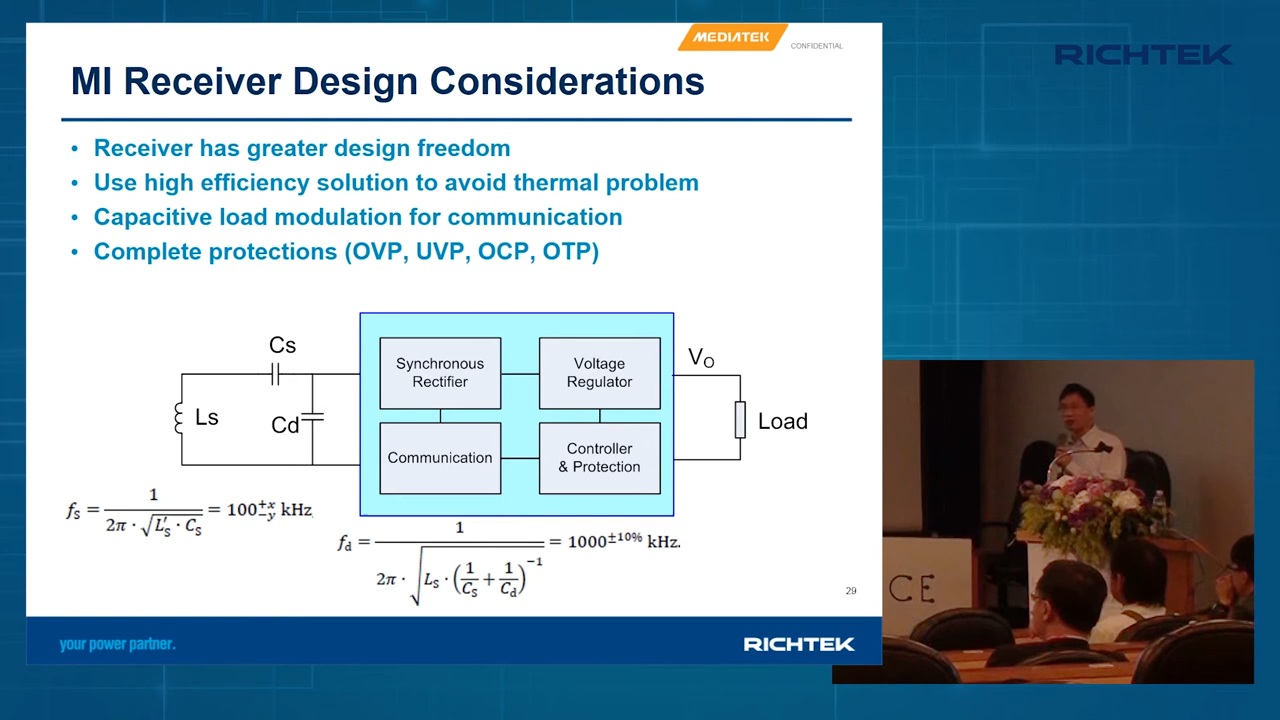 MEDIATEK
CONFIDENTIAL
RICHTEK
MI Receiver Design Considerations
• Receiver has greater design freedom
• Use high efficiency solution to avoid thermal problem
• Capacitive load modulation for communication
• Complete protections (OVP, UVP, OCP, OTP)
Cs
Ls
Cd
Synchronous
Rectifier
Voltage
Regulator
Communication
Controller
& Protection
V_O
Load
f_S = 1 / (2π · √(L'_S · C_S)) = 100^{+x}_{−y} kHz
f_d = 1 / (2π · √(L_S · (1/C_S + 1/C_d)^{−1})) = 1000^{±10%} kHz.
29
your power partner.
RICHTEK
CE